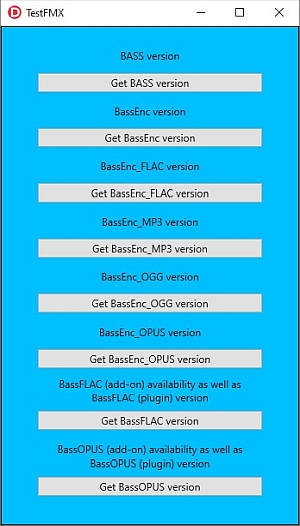 D TestFMX
BASS version
Get BASS version
BassEnc version
Get BassEnc version
BassEnc_FLAC version
Get BassEnc_FLAC version
BassEnc_MP3 version
Get BassEnc_MP3 version
BassEnc_OGG version
Get BassEnc_OGG version
BassEnc_OPUS version
Get BassEnc_OPUS version
BassFLAC (add-on) availability as well as
BassFLAC (plugin) version
Get BassFLAC version
BassOPUS (add-on) availability as well as
BassOPUS (plugin) version
Get BassOPUS version